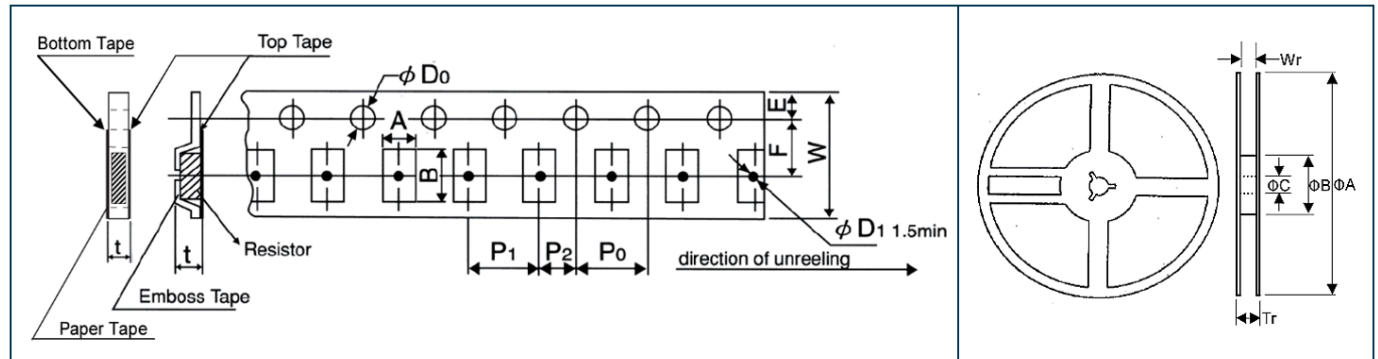 Bottom Tape
Top Tape
ϕ D0
A
B
E
F
W
t
t
Resistor
Emboss Tape
Paper Tape
P1
P2
P0
ϕ D1 1.5min
direction of unreeling
Wr
ΦC
ΦB
ΦA
Tr